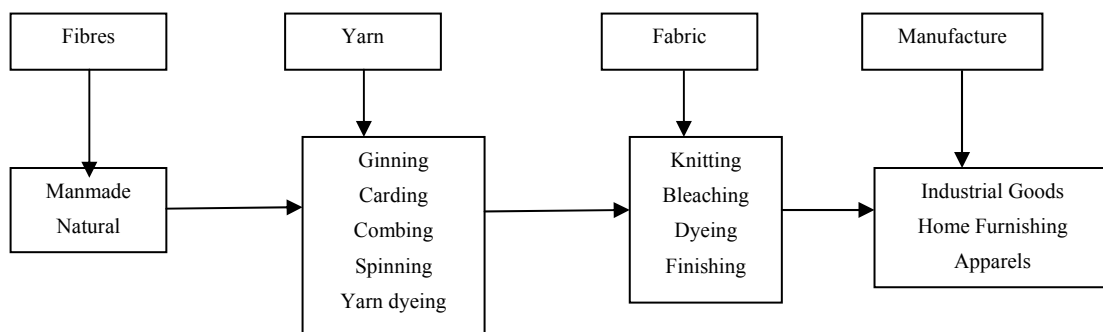 Fibres
Yarn
Fabric
Manufacture
Manmade
Natural
Ginning
Carding
Combing
Spinning
Yarn dyeing
Knitting
Bleaching
Dyeing
Finishing
Industrial Goods
Home Furnishing
Apparels